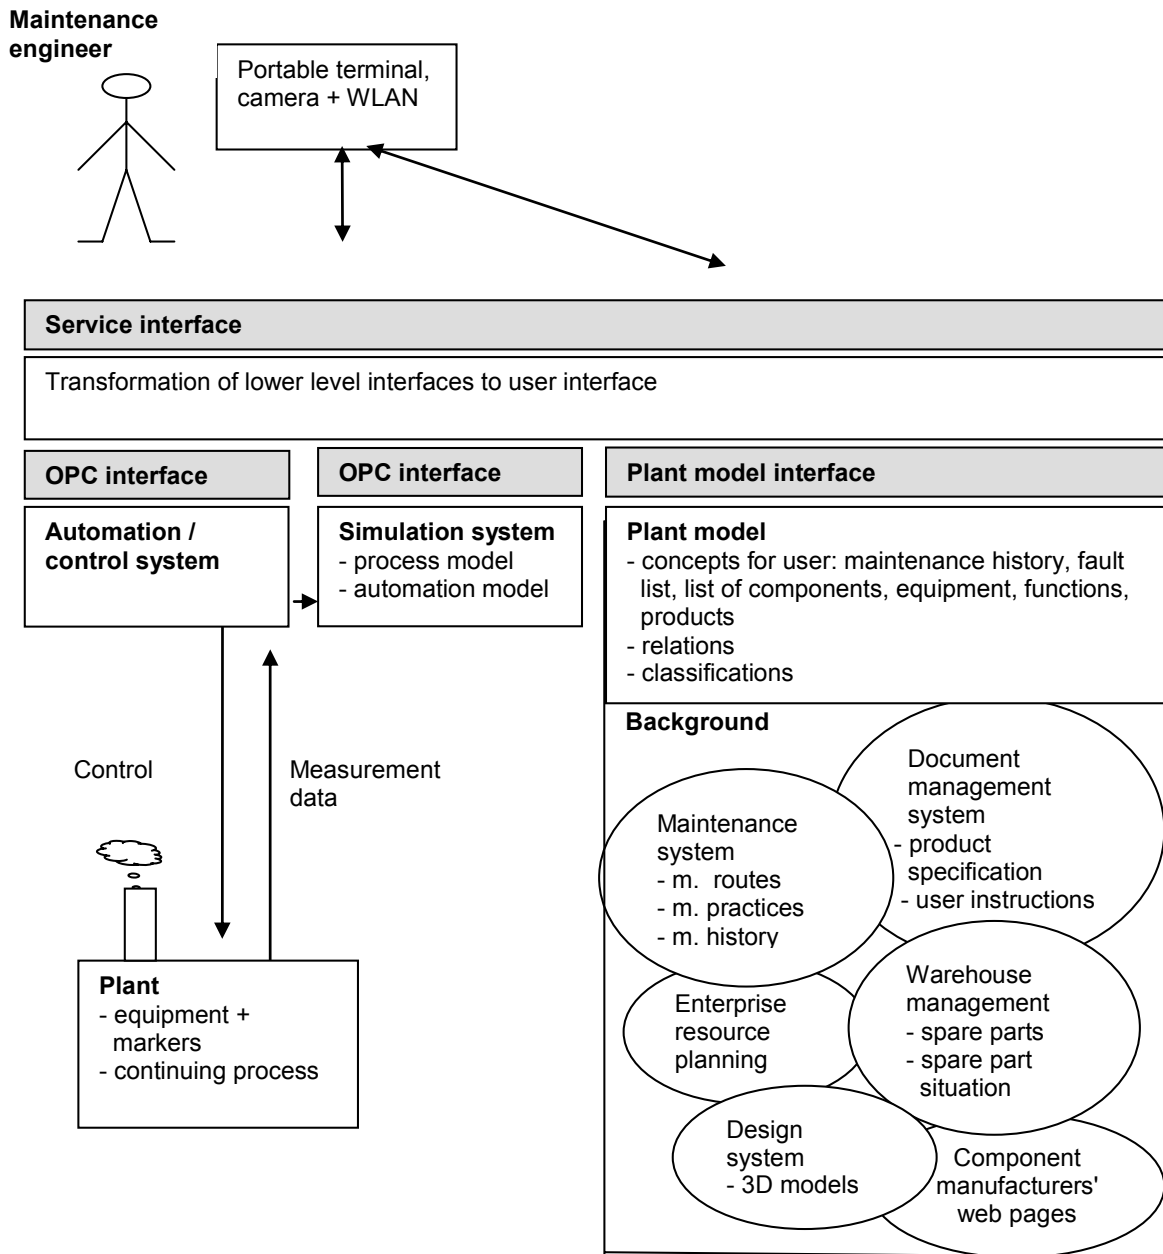 Maintenance
engineer
Portable terminal,
camera + WLAN
Service interface
Transformation of lower level interfaces to user interface
OPC interface
Automation /
control system
OPC interface
Simulation system
- process model
- automation model
Plant model interface
Plant model
- concepts for user: maintenance history, fault
list, list of components, equipment, functions,
products
- relations
- classifications
Control
Measurement
data
Plant
- equipment +
markers
- continuing process
Background
Document
management
system
- product
specification
- user instructions
Maintenance
system
- m. routes
- m. practices
- m. history
Enterprise
resource
planning
Warehouse
management
- spare parts
- spare part
situation
Design
system
- 3D models
Component
manufacturers'
web pages